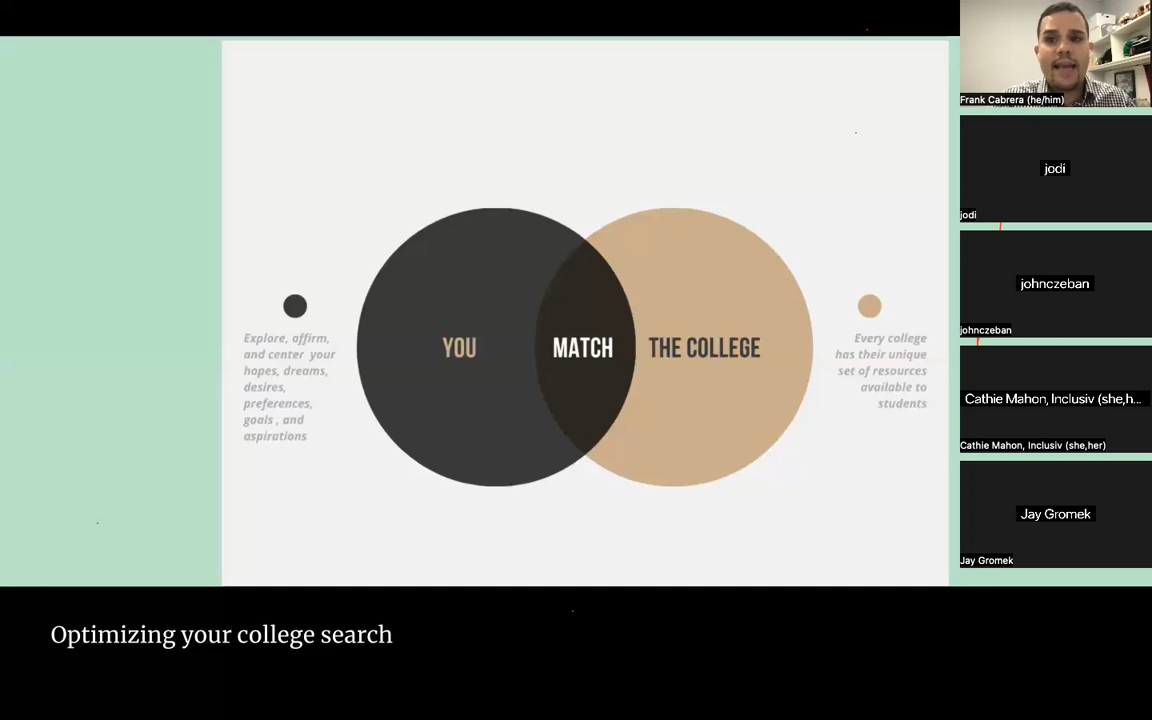 Frank Cabrera (he/him)
jodi
jodi
johnczeban
johnczeban
Cathie Mahon, Inclusiv (she,h...
Cathie Mahon, Inclusiv (she,her)
Jay Gromek
Jay Gromek
Explore, affirm,
and center your
hopes, dreams,
desires,
preferences,
goals , and
aspirations
YOU
MATCH
THE COLLEGE
Every college
has their unique
set of resources
available to
students
Optimizing your college search